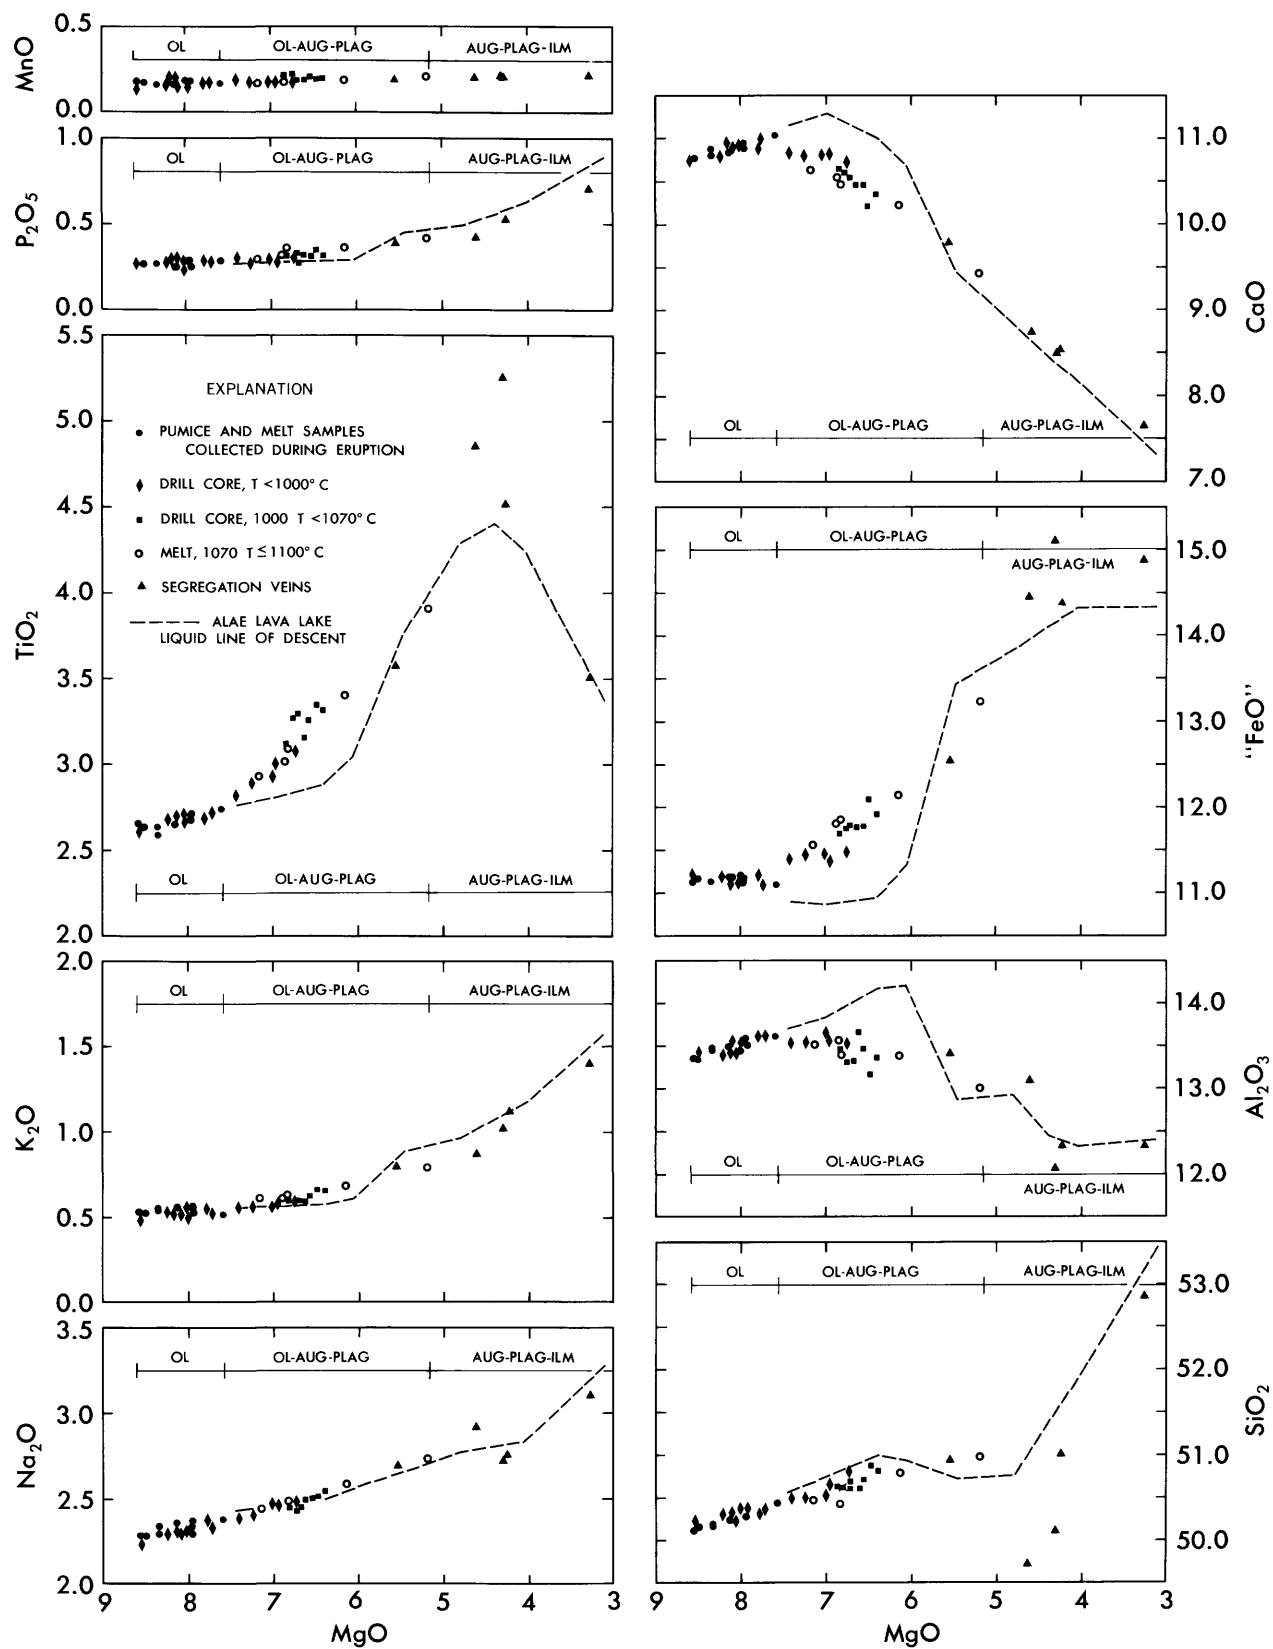 MnO
0.5
0.0
OL
OL-AUG-PLAG
AUG-PLAG-ILM
P2O5
1.0
0.5
0.0
OL
OL-AUG-PLAG
AUG-PLAG-ILM
TiO2
5.5
5.0
4.5
4.0
3.5
3.0
2.5
2.0
EXPLANATION
PUMICE AND MELT SAMPLES
COLLECTED DURING ERUPTION
DRILL CORE, T <1000° C
DRILL CORE, 1000 T <1070° C
MELT, 1070 T ≤1100° C
SEGREGATION VEINS
ALAE LAVA LAKE
LIQUID LINE OF DESCENT
OL
OL-AUG-PLAG
AUG-PLAG-ILM
K2O
2.0
1.5
1.0
0.5
0.0
OL
OL-AUG-PLAG
AUG-PLAG-ILM
Na2O
3.5
3.0
2.5
2.0
OL
OL-AUG-PLAG
AUG-PLAG-ILM
9 8 7 6 5 4 3
MgO
11.0
10.0
9.0
8.0
7.0
CaO
OL
OL-AUG-PLAG
AUG-PLAG-ILM
15.0
14.0
13.0
12.0
11.0
"FeO"
OL
OL-AUG-PLAG
AUG-PLAG-ILM
14.0
13.0
12.0
Al2O3
OL
OL-AUG-PLAG
AUG-PLAG-ILM
53.0
52.0
51.0
50.0
SiO2
OL
OL-AUG-PLAG
AUG-PLAG-ILM
9 8 7 6 5 4 3
MgO